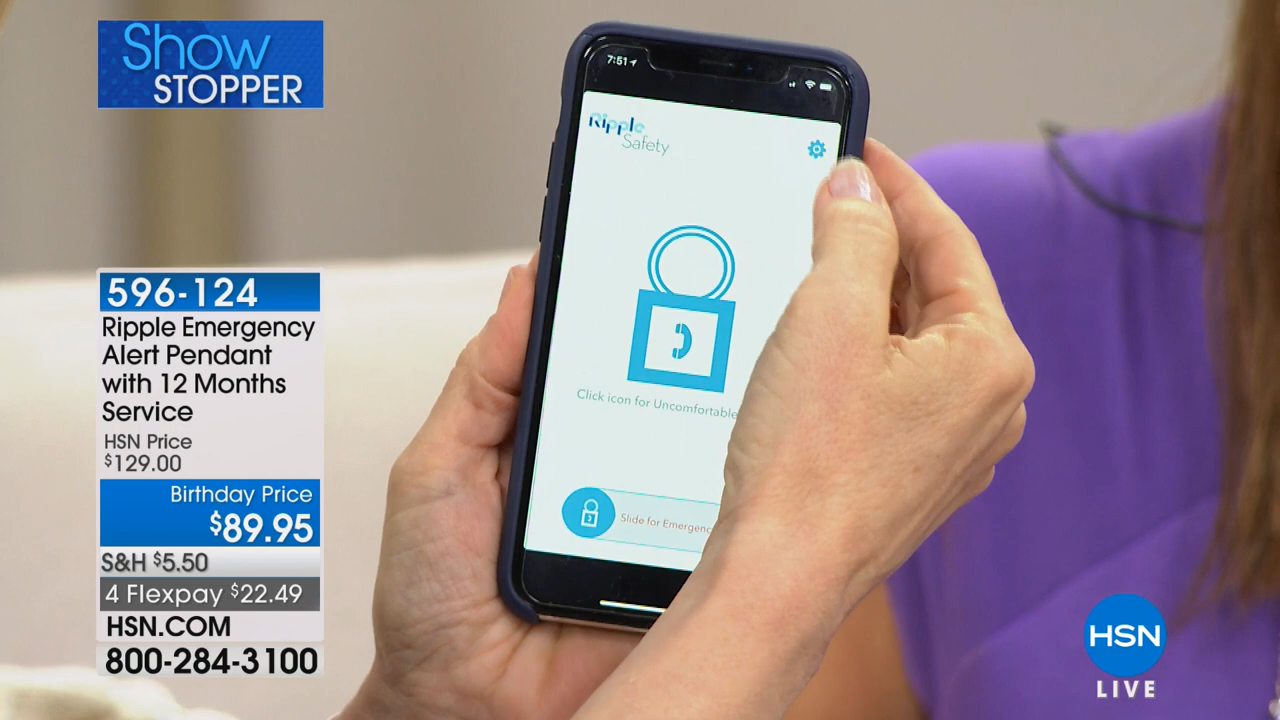 Show
STOPPER
596-124
Ripple Emergency
Alert Pendant
with 12 Months
Service
HSN Price
$129.00
Birthday Price
$89.95
S&H $5.50
4 Flexpay $22.49
HSN.COM
800-284-3100
7:51
Ripple
Safety
Click icon for Uncomfortable
Slide for Emergenc
HSN
LIVE